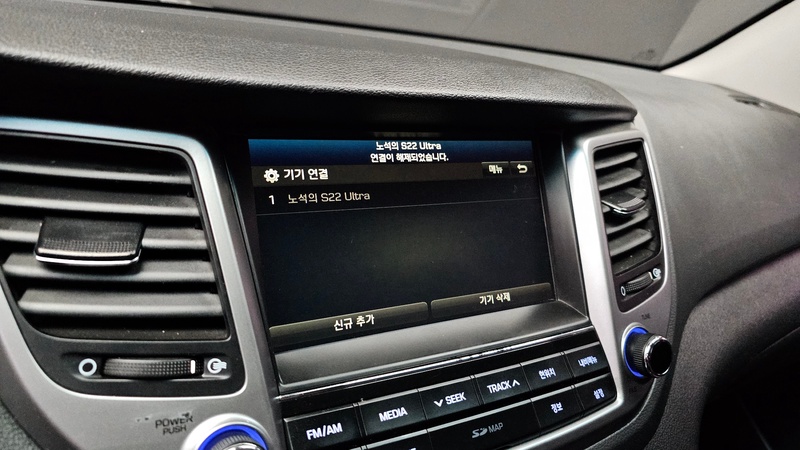 노석의 S22 Ultra
연결이 해제되었습니다.
기기 연결 메뉴
1 노석의 S22 Ultra
신규 추가 기기 삭제
FM/AM MEDIA SEEK TRACK 현위치 내비메뉴
SD MAP 정보 설정
POWER
PUSH
TUNE